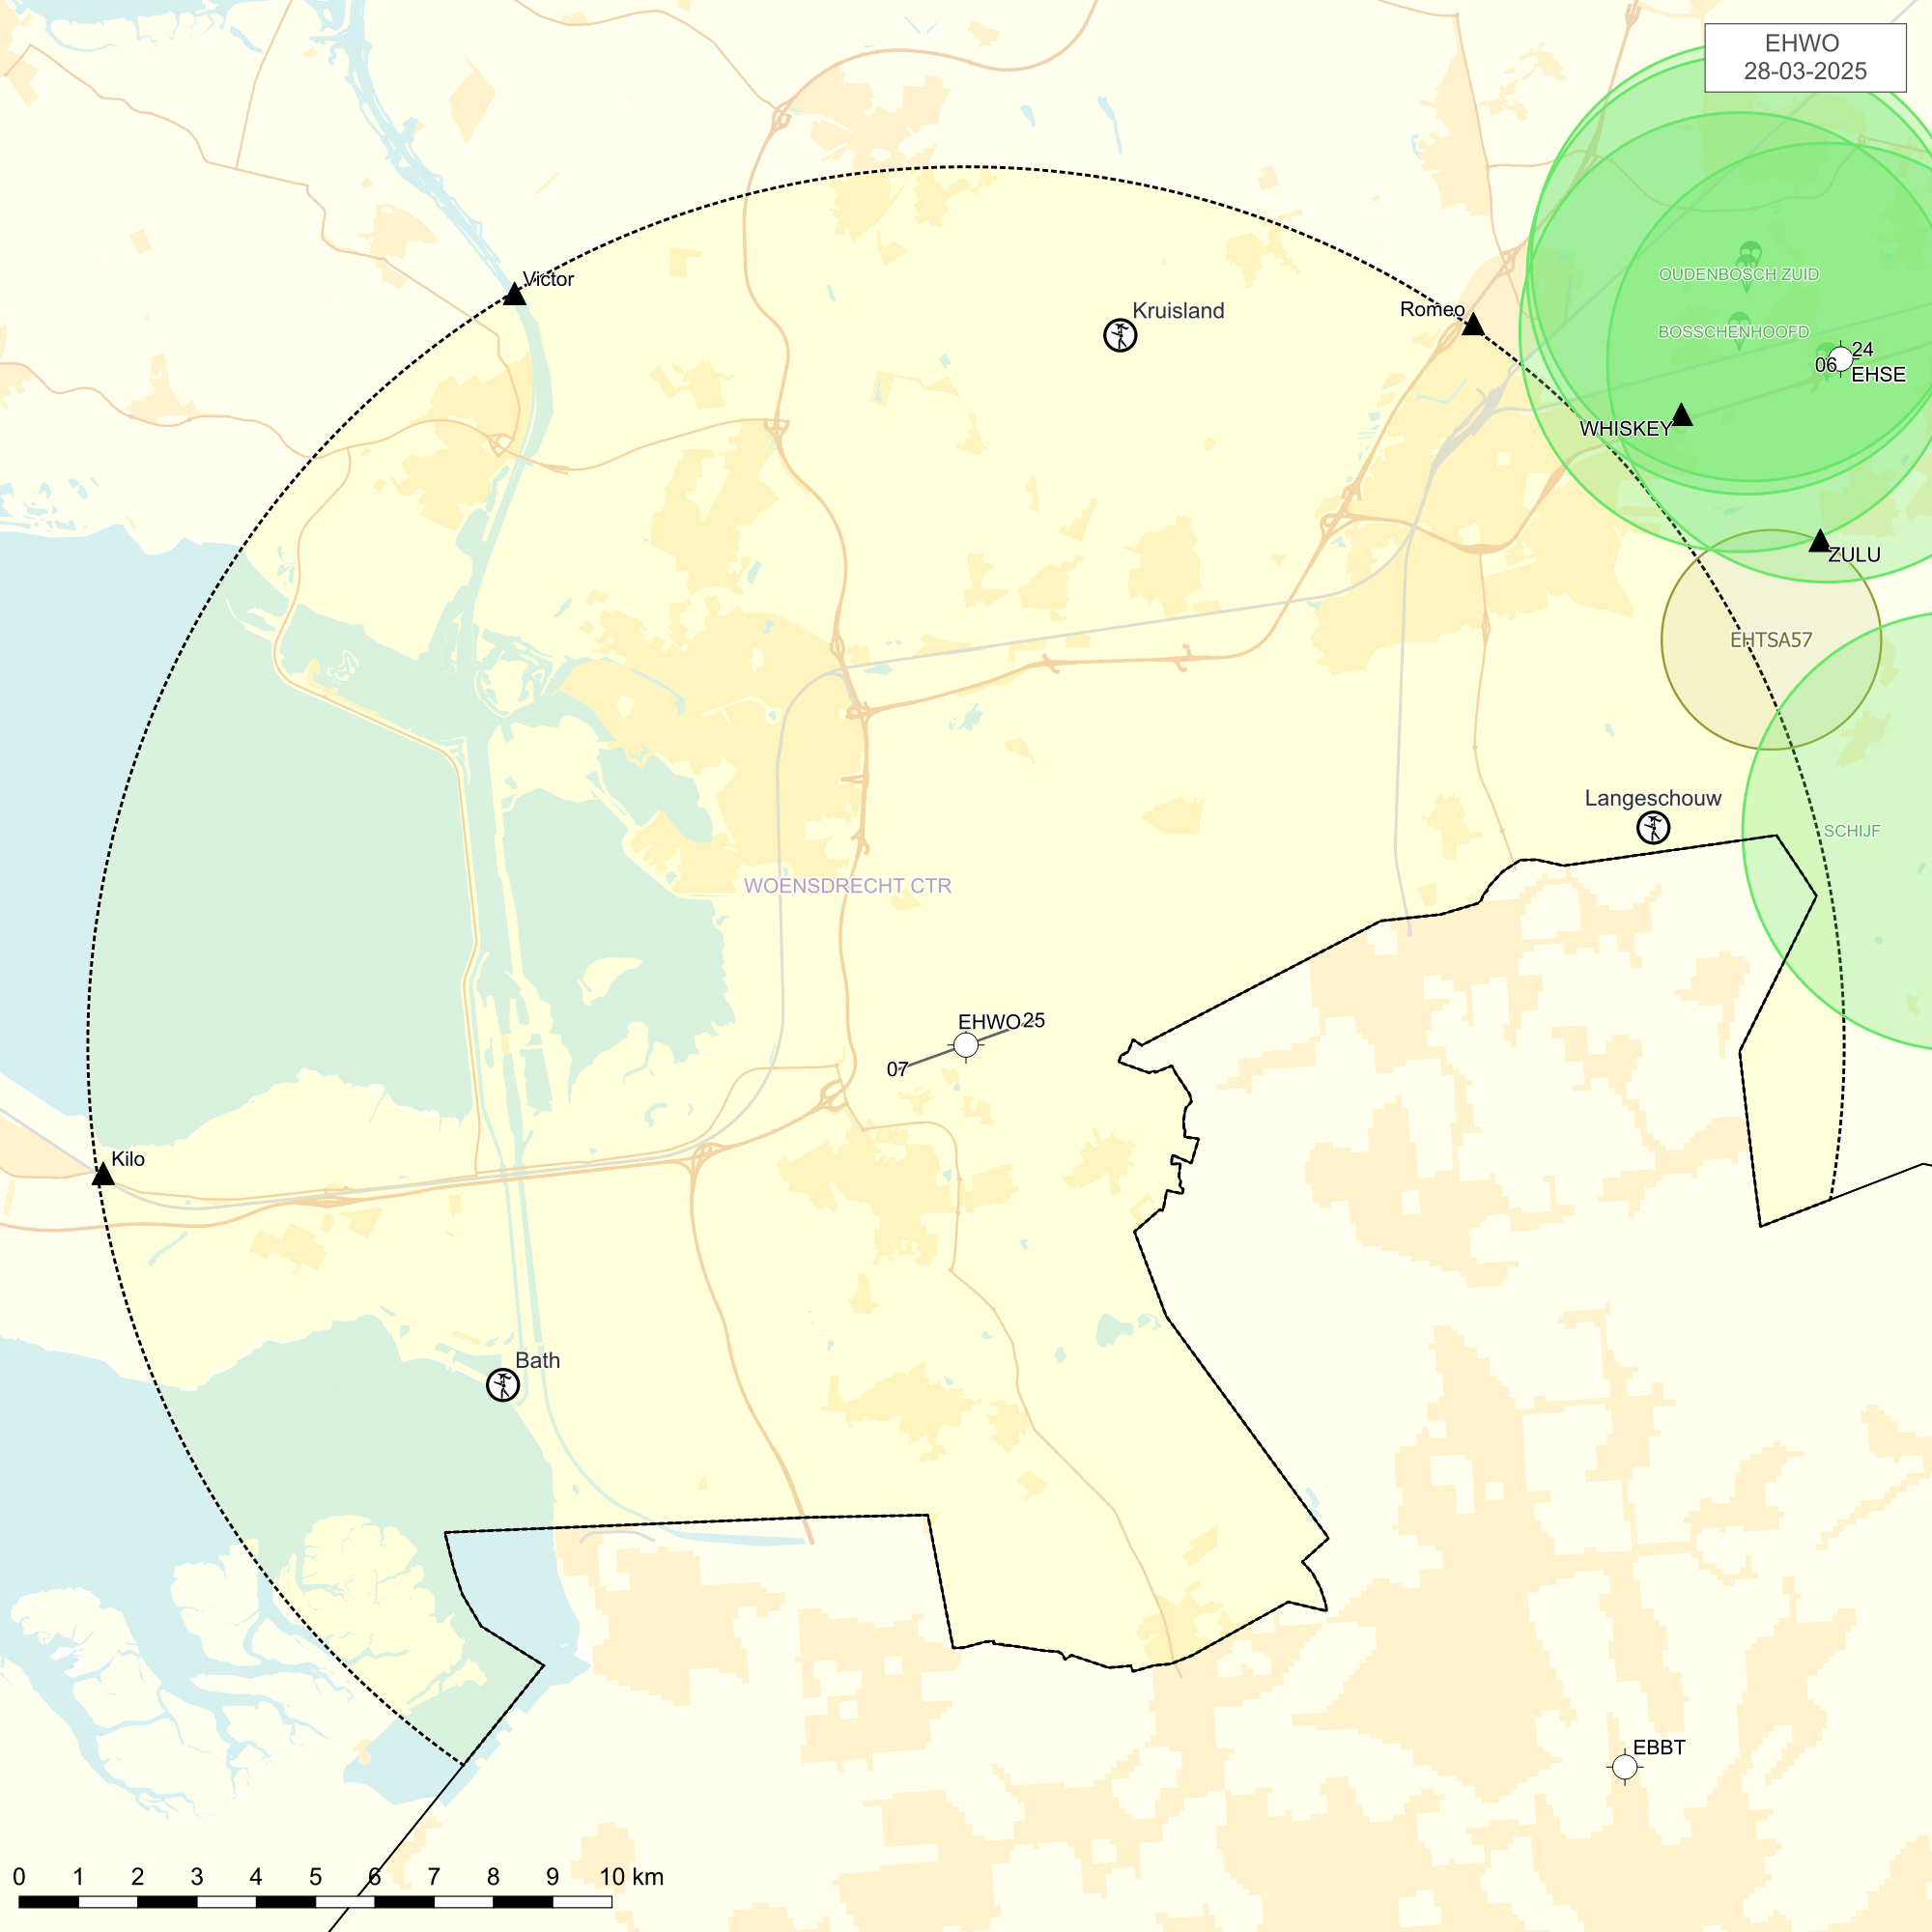 EHWO
28-03-2025
Victor
Kruisland
Romeo
OUDENBOSCH ZUID
BOSSCHENHOOFD
24
06
EHSE
WHISKEY
ZULU
EHTSA57
Langeschouw
SCHIJF
WOENSDRECHT CTR
EHWO 25
07
Kilo
Bath
EBBT
0 1 2 3 4 5 6 7 8 9 10 km